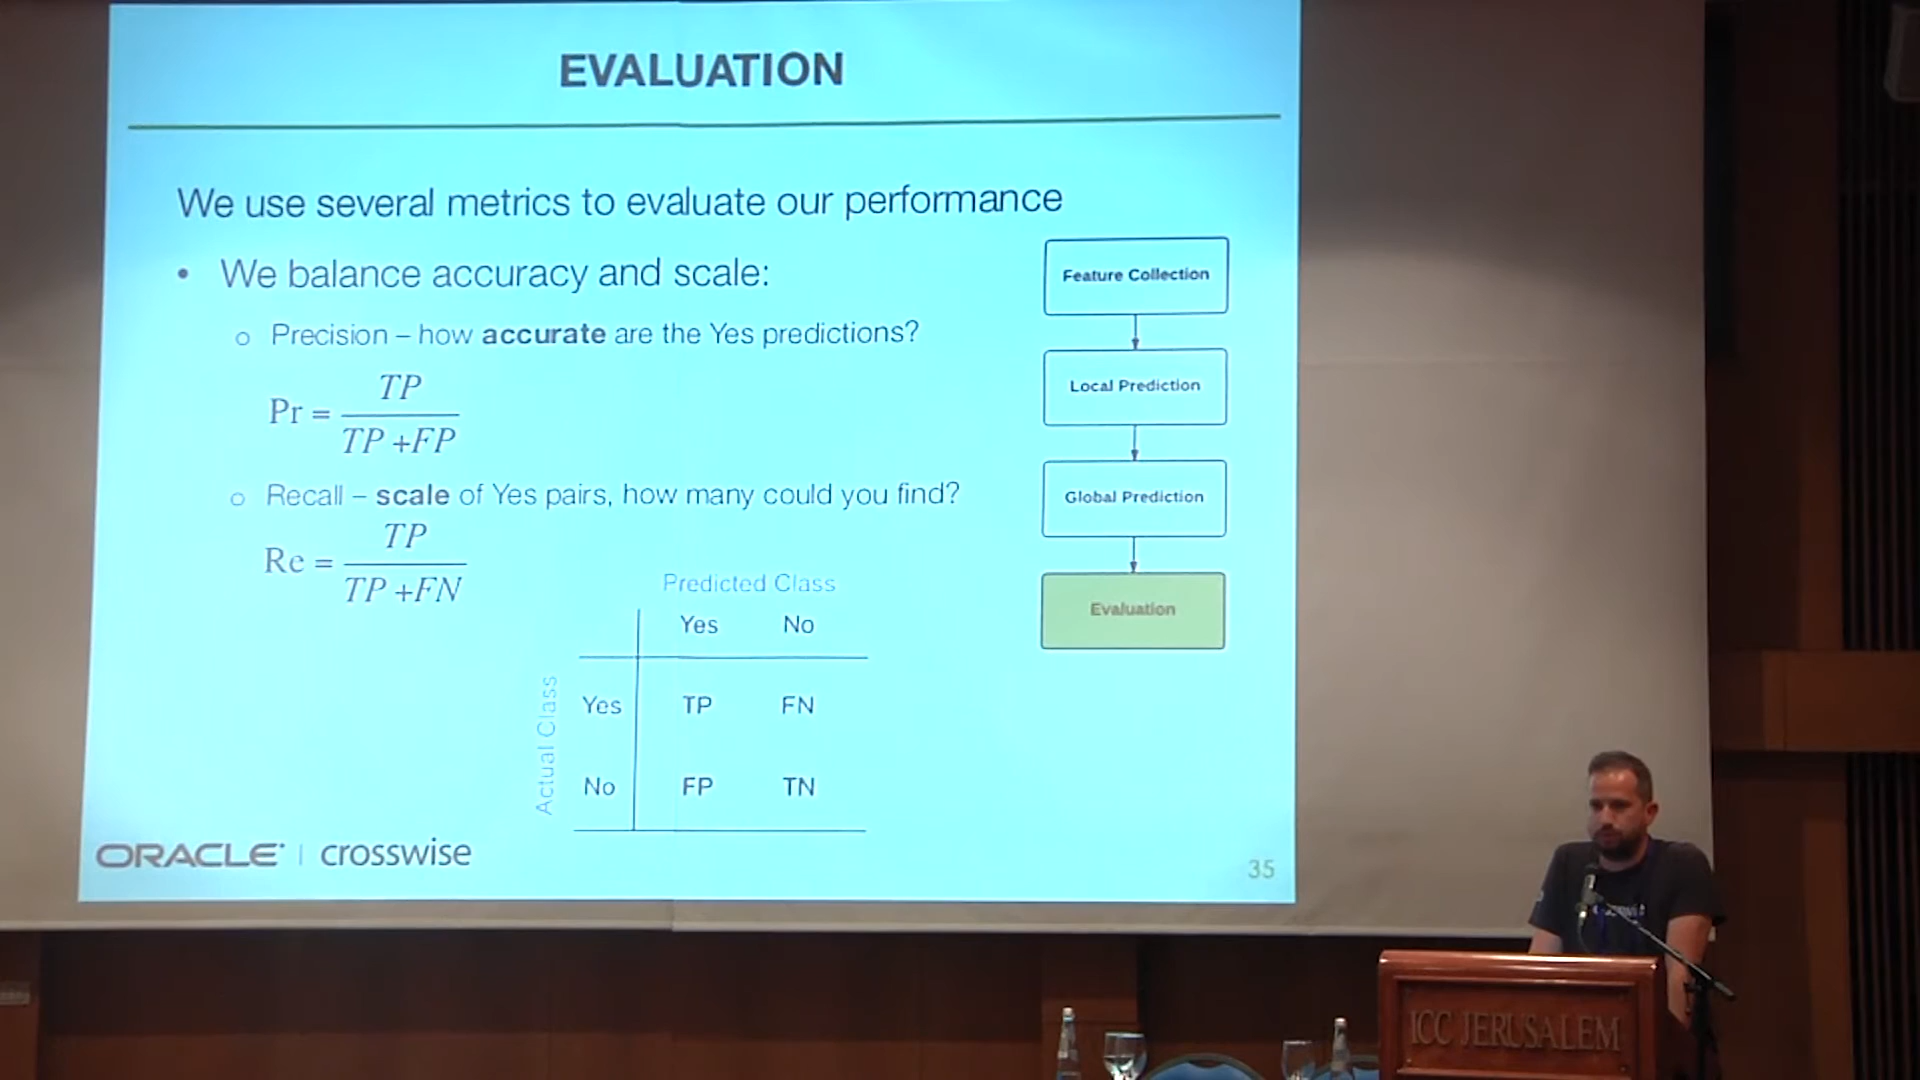 EVALUATION
We use several metrics to evaluate our performance
• We balance accuracy and scale:
o Precision – how accurate are the Yes predictions?
Pr = TP / TP +FP
o Recall – scale of Yes pairs, how many could you find?
Re = TP / TP +FN
Predicted Class
Yes No
Actual Class
Yes TP FN
No FP TN
Feature Collection
Local Prediction
Global Prediction
Evaluation
ORACLE | crosswise
35
ICC JERUSALEM